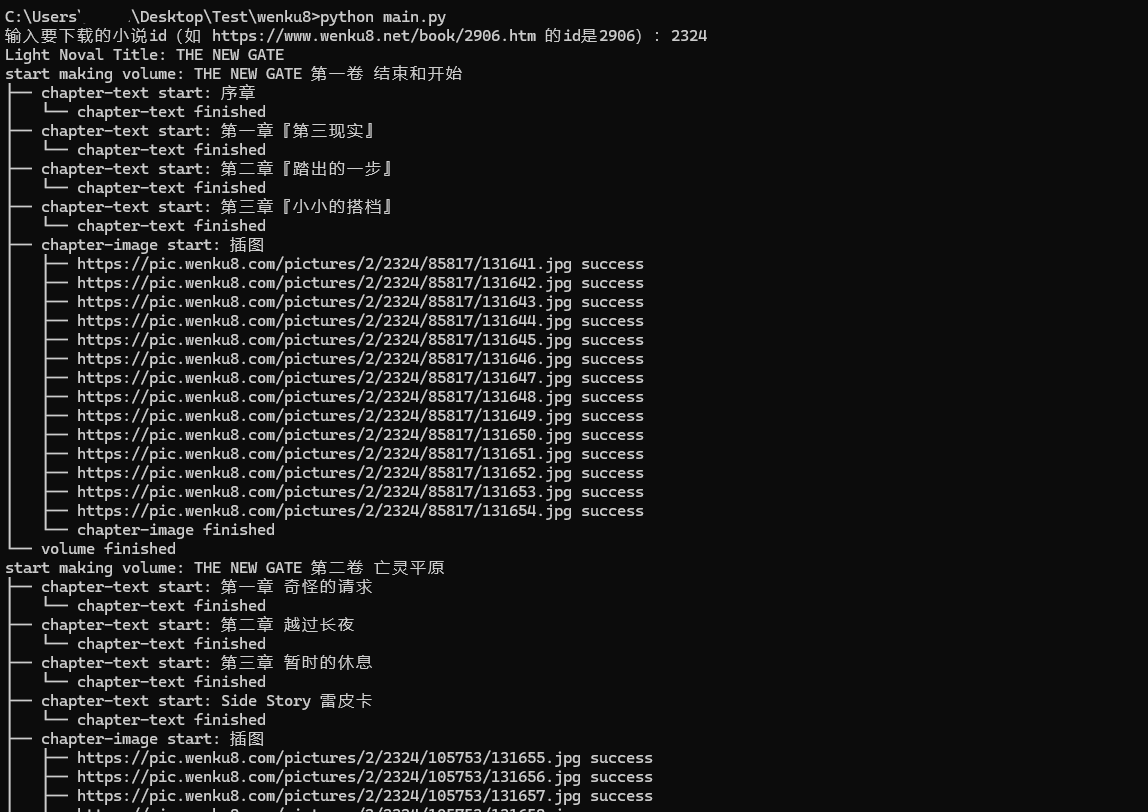 C:\Users\ \Desktop\Test\wenku8>python main.py
输入要下载的小说id（如 https://www.wenku8.net/book/2906.htm 的id是2906）: 2324
Light Noval Title: THE NEW GATE
start making volume: THE NEW GATE 第一卷 结束和开始
├── chapter-text start: 序章
│   └── chapter-text finished
├── chapter-text start: 第一章『第三现实』
│   └── chapter-text finished
├── chapter-text start: 第二章『踏出的一步』
│   └── chapter-text finished
├── chapter-text start: 第三章『小小的搭档』
│   └── chapter-text finished
├── chapter-image start: 插图
│   ├── https://pic.wenku8.com/pictures/2/2324/85817/131641.jpg success
│   ├── https://pic.wenku8.com/pictures/2/2324/85817/131642.jpg success
│   ├── https://pic.wenku8.com/pictures/2/2324/85817/131643.jpg success
│   ├── https://pic.wenku8.com/pictures/2/2324/85817/131644.jpg success
│   ├── https://pic.wenku8.com/pictures/2/2324/85817/131645.jpg success
│   ├── https://pic.wenku8.com/pictures/2/2324/85817/131646.jpg success
│   ├── https://pic.wenku8.com/pictures/2/2324/85817/131647.jpg success
│   ├── https://pic.wenku8.com/pictures/2/2324/85817/131648.jpg success
│   ├── https://pic.wenku8.com/pictures/2/2324/85817/131649.jpg success
│   ├── https://pic.wenku8.com/pictures/2/2324/85817/131650.jpg success
│   ├── https://pic.wenku8.com/pictures/2/2324/85817/131651.jpg success
│   ├── https://pic.wenku8.com/pictures/2/2324/85817/131652.jpg success
│   ├── https://pic.wenku8.com/pictures/2/2324/85817/131653.jpg success
│   ├── https://pic.wenku8.com/pictures/2/2324/85817/131654.jpg success
│   └── chapter-image finished
└── volume finished
start making volume: THE NEW GATE 第二卷 亡灵平原
├── chapter-text start: 第一章 奇怪的请求
│   └── chapter-text finished
├── chapter-text start: 第二章 越过长夜
│   └── chapter-text finished
├── chapter-text start: 第三章 暂时的休息
│   └── chapter-text finished
├── chapter-text start: Side Story 雷皮卡
│   └── chapter-text finished
├── chapter-image start: 插图
│   ├── https://pic.wenku8.com/pictures/2/2324/105753/131655.jpg success
│   ├── https://pic.wenku8.com/pictures/2/2324/105753/131656.jpg success
│   ├── https://pic.wenku8.com/pictures/2/2324/105753/131657.jpg success